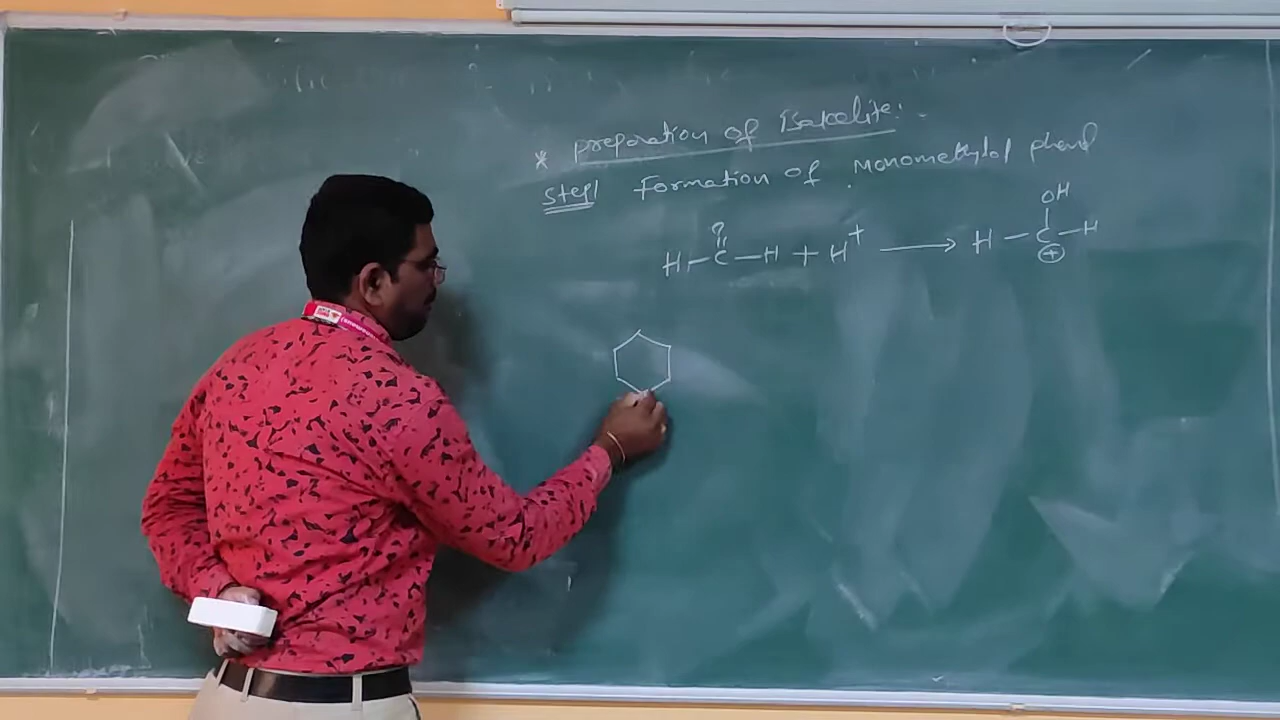 * preparation of Bakelite:
Step1 Formation of Monomethylol phenol
OH
O
H-C-H + H+ → H-C-H
+